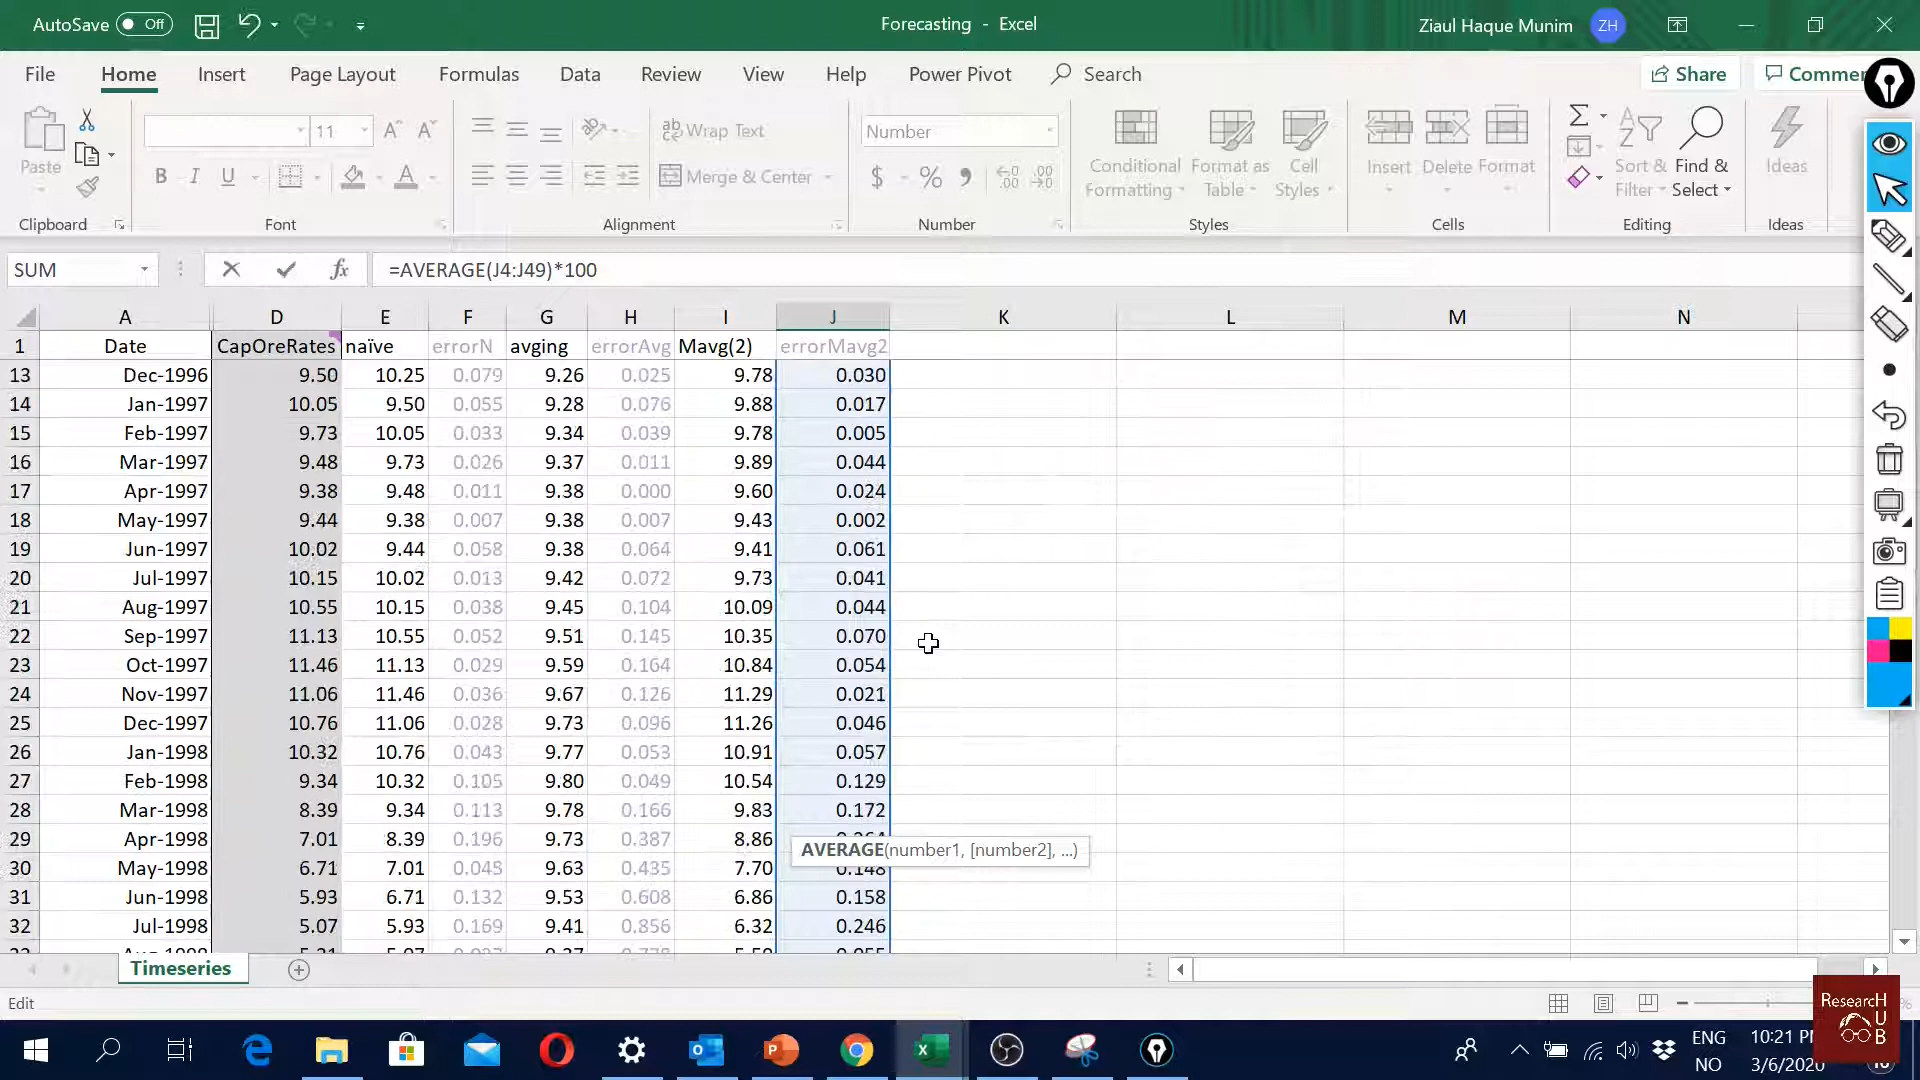 AutoSave Off
Forecasting - Excel
Ziaul Haque Munim ZH
File Home Insert Page Layout Formulas Data Review View Help Power Pivot Search Share
Paste 11 Wrap Text Merge & Center Number Conditional Formatting Format as Table Cell Styles Insert Delete Format Sort & Filter Find & Select Ideas
Clipboard Font Alignment Number Styles Cells Editing Ideas
SUM =AVERAGE(J4:J49)*100
A D E F G H I J K L M N
1 Date CapOreRates naïve errorN avging errorAvg Mavg(2) errorMavg2
13 Dec-1996 9.50 10.25 0.079 9.26 0.025 9.78 0.030
14 Jan-1997 10.05 9.50 0.055 9.28 0.076 9.88 0.017
15 Feb-1997 9.73 10.05 0.033 9.34 0.039 9.78 0.005
16 Mar-1997 9.48 9.73 0.026 9.37 0.011 9.89 0.044
17 Apr-1997 9.38 9.48 0.011 9.38 0.000 9.60 0.024
18 May-1997 9.44 9.38 0.007 9.38 0.007 9.43 0.002
19 Jun-1997 10.02 9.44 0.058 9.38 0.064 9.41 0.061
20 Jul-1997 10.15 10.02 0.013 9.42 0.072 9.73 0.041
21 Aug-1997 10.55 10.15 0.038 9.45 0.104 10.09 0.044
22 Sep-1997 11.13 10.55 0.052 9.51 0.145 10.35 0.070
23 Oct-1997 11.46 11.13 0.029 9.59 0.164 10.84 0.054
24 Nov-1997 11.06 11.46 0.036 9.67 0.126 11.29 0.021
25 Dec-1997 10.76 11.06 0.028 9.73 0.096 11.26 0.046
26 Jan-1998 10.32 10.76 0.043 9.77 0.053 10.91 0.057
27 Feb-1998 9.34 10.32 0.105 9.80 0.049 10.54 0.129
28 Mar-1998 8.39 9.34 0.113 9.78 0.166 9.83 0.172
29 Apr-1998 7.01 8.39 0.196 9.73 0.387 8.86
AVERAGE(number1, [number2], ...)
30 May-1998 6.71 7.01 0.045 9.63 0.435 7.70 0.148
31 Jun-1998 5.93 6.71 0.132 9.53 0.608 6.86 0.158
32 Jul-1998 5.07 5.93 0.169 9.41 0.856 6.32 0.246
Timeseries
Edit
ResearcH
HUB
ENG
NO
10:21
3/6/2020